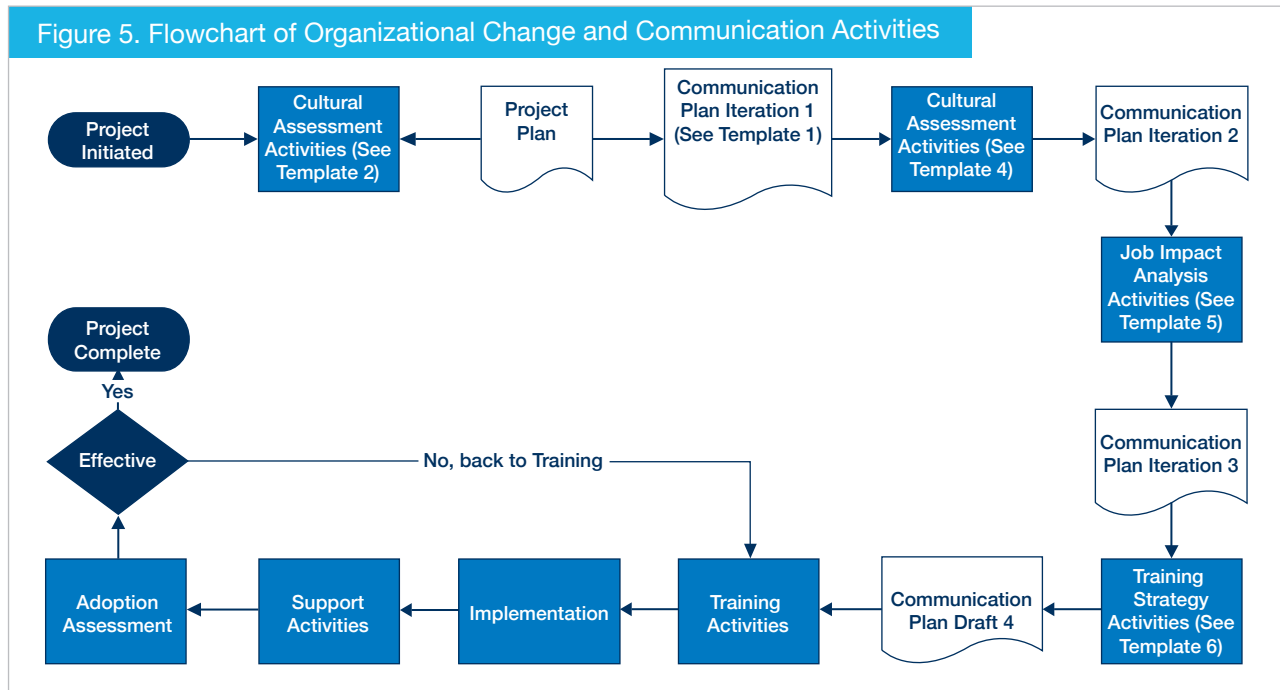 Figure 5. Flowchart of Organizational Change and Communication Activities
Project
Initiated
Cultural
Assessment
Activities (See
Template 2)
Project
Plan
Communication
Plan Iteration 1
(See Template 1)
Cultural
Assessment
Activities (See
Template 4)
Communication
Plan Iteration 2
Job Impact
Analysis
Activities (See
Template 5)
Communication
Plan Iteration 3
Training
Strategy
Activities (See
Template 6)
Communication
Plan Draft 4
Training
Activities
Implementation
Support
Activities
Adoption
Assessment
Effective
No, back to Training
Yes
Project
Complete